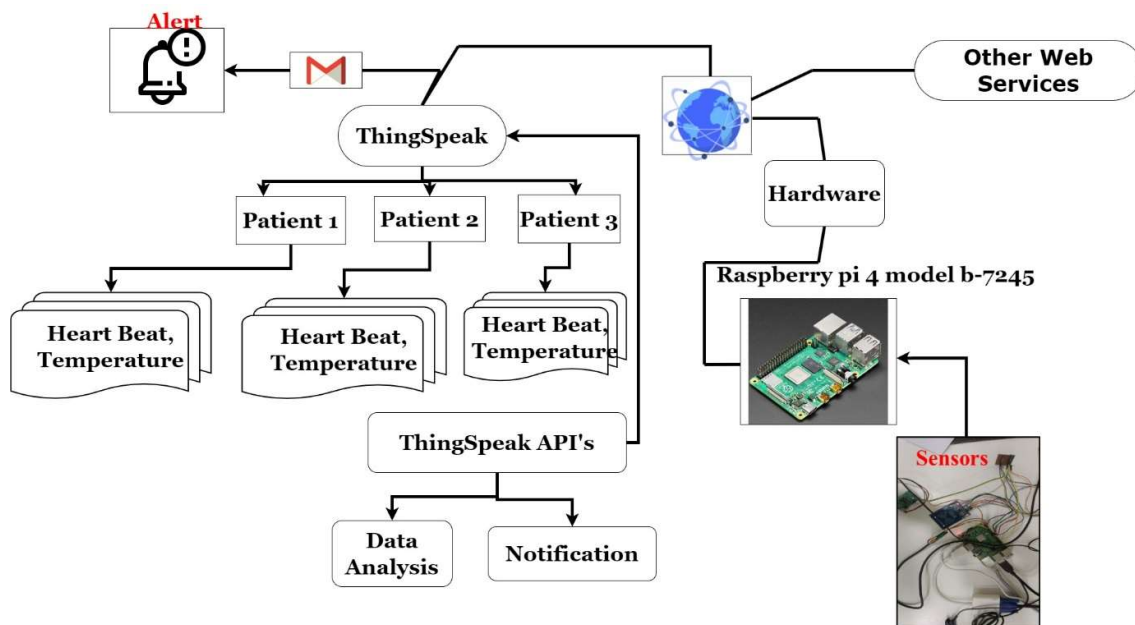 Alert
Other Web
Services
ThingSpeak
Hardware
Patient 1
Patient 2
Patient 3
Raspberry pi 4 model b-7245
Heart Beat,
Temperature
Heart Beat,
Temperature
Heart Beat,
Temperature
ThingSpeak API's
Sensors
Data
Analysis
Notification